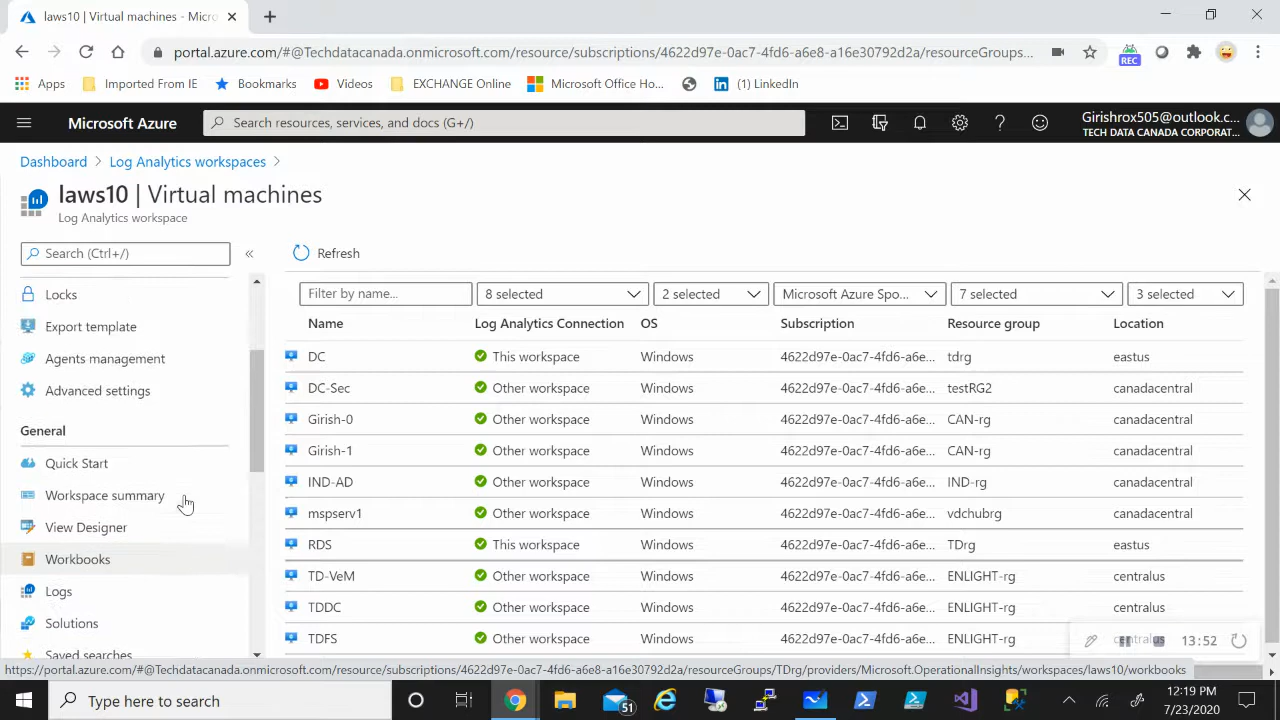 laws10 | Virtual machines - Micro
portal.azure.com/#@Techdatacanada.onmicrosoft.com/resource/subscriptions/4622d97e-0ac7-4fd6-a6e8-a16e30792d2a/resourceGroups...
REC
Apps Imported From IE Bookmarks Videos EXCHANGE Online Microsoft Office Ho... (1) LinkedIn
Microsoft Azure Search resources, services, and docs (G+/) Girishrox505@outlook.c...
TECH DATA CANADA CORPORAT...
Dashboard > Log Analytics workspaces >
laws10 | Virtual machines
Log Analytics workspace
Search (Ctrl+/) « Refresh
Locks
Export template
Agents management
Advanced settings
General
Quick Start
Workspace summary
View Designer
Workbooks
Logs
Solutions
Saved searches
Filter by name... 8 selected 2 selected Microsoft Azure Spo... 7 selected 3 selected
Name Log Analytics Connection OS Subscription Resource group Location
DC This workspace Windows 4622d97e-0ac7-4fd6-a6e... tdrg eastus
DC-Sec Other workspace Windows 4622d97e-0ac7-4fd6-a6e... testRG2 canadacentral
Girish-0 Other workspace Windows 4622d97e-0ac7-4fd6-a6e... CAN-rg canadacentral
Girish-1 Other workspace Windows 4622d97e-0ac7-4fd6-a6e... CAN-rg canadacentral
IND-AD Other workspace Windows 4622d97e-0ac7-4fd6-a6e... IND-rg canadacentral
mspserv1 Other workspace Windows 4622d97e-0ac7-4fd6-a6e... vdchubrg canadacentral
RDS This workspace Windows 4622d97e-0ac7-4fd6-a6e... TDrg eastus
TD-VeM Other workspace Windows 4622d97e-0ac7-4fd6-a6e... ENLIGHT-rg centralus
TDDC Other workspace Windows 4622d97e-0ac7-4fd6-a6e... ENLIGHT-rg centralus
TDFS Other workspace Windows 4622d97e-0ac7-4fd6-a6e... ENLIGHT-rg centralus
13:52
https://portal.azure.com/#@Techdatacanada.onmicrosoft.com/resource/subscriptions/4622d97e-0ac7-4fd6-a6e8-a16e30792d2a/resourceGroups/TDrg/providers/Microsoft.OperationalInsights/workspaces/laws10/workbooks
Type here to search 51 12:19 PM
7/23/2020